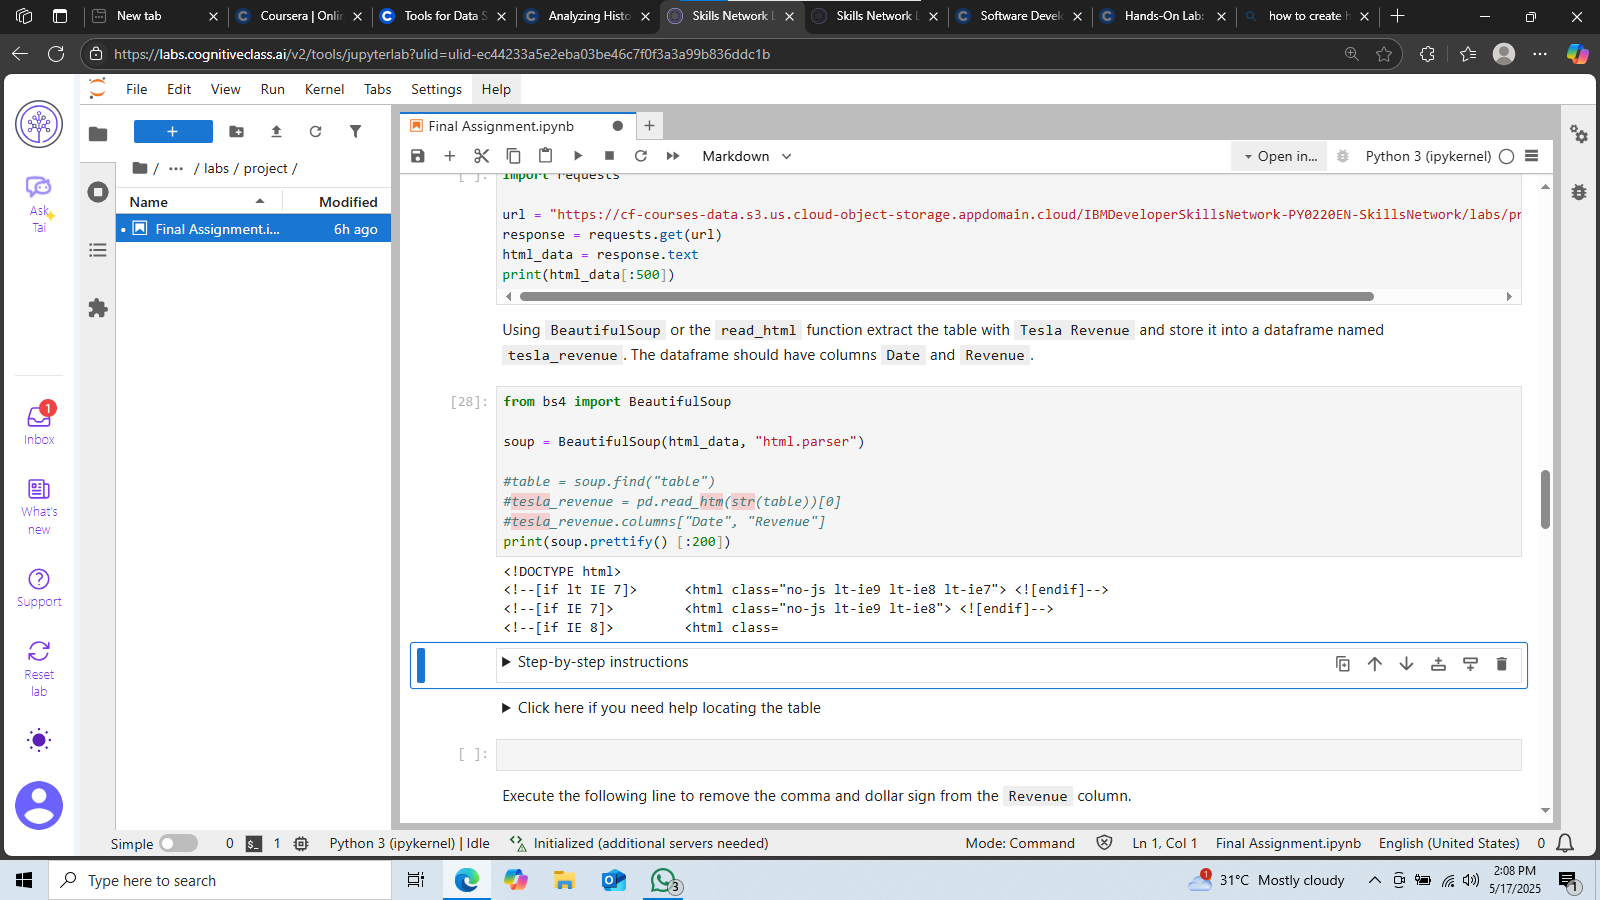 New tab
Coursera | Onlin
Tools for Data S
Analyzing Histo
Skills Network L
Skills Network L
Software Devel
Hands-On Lab:
how to create h
https://labs.cognitiveclass.ai/v2/tools/jupyterlab?ulid=ulid-ec44233a5e2eba03be46c7f0f3a3a99b836ddc1b
File Edit View Run Kernel Tabs Settings Help
Ask
Tai
1
Inbox
What's
new
Support
Reset
lab
/ ... / labs / project /
Name Modified
Final Assignment.i... 6h ago
Final Assignment.ipynb
Markdown
Open in...
Python 3 (ipykernel)
[ ]: import requests
url = "https://cf-courses-data.s3.us.cloud-object-storage.appdomain.cloud/IBMDeveloperSkillsNetwork-PY0220EN-SkillsNetwork/labs/pr
response = requests.get(url)
html_data = response.text
print(html_data[:500])
Using BeautifulSoup or the read_html function extract the table with Tesla Revenue and store it into a dataframe named
tesla_revenue. The dataframe should have columns Date and Revenue.
[28]: from bs4 import BeautifulSoup
soup = BeautifulSoup(html_data, "html.parser")
#table = soup.find("table")
#tesla_revenue = pd.read_htm(str(table))[0]
#tesla_revenue.columns["Date", "Revenue"]
print(soup.prettify() [:200])
<!DOCTYPE html>
<!--[if lt IE 7]> <html class="no-js lt-ie9 lt-ie8 lt-ie7"> <![endif]-->
<!--[if IE 7]> <html class="no-js lt-ie9 lt-ie8"> <![endif]-->
<!--[if IE 8]> <html class=
Step-by-step instructions
Click here if you need help locating the table
[ ]:
Execute the following line to remove the comma and dollar sign from the Revenue column.
Simple 0 $_ 1 Python 3 (ipykernel) | Idle Initialized (additional servers needed) Mode: Command Ln 1, Col 1 Final Assignment.ipynb English (United States) 0
Type here to search
3
1
31°C Mostly cloudy
2:08 PM
5/17/2025
1